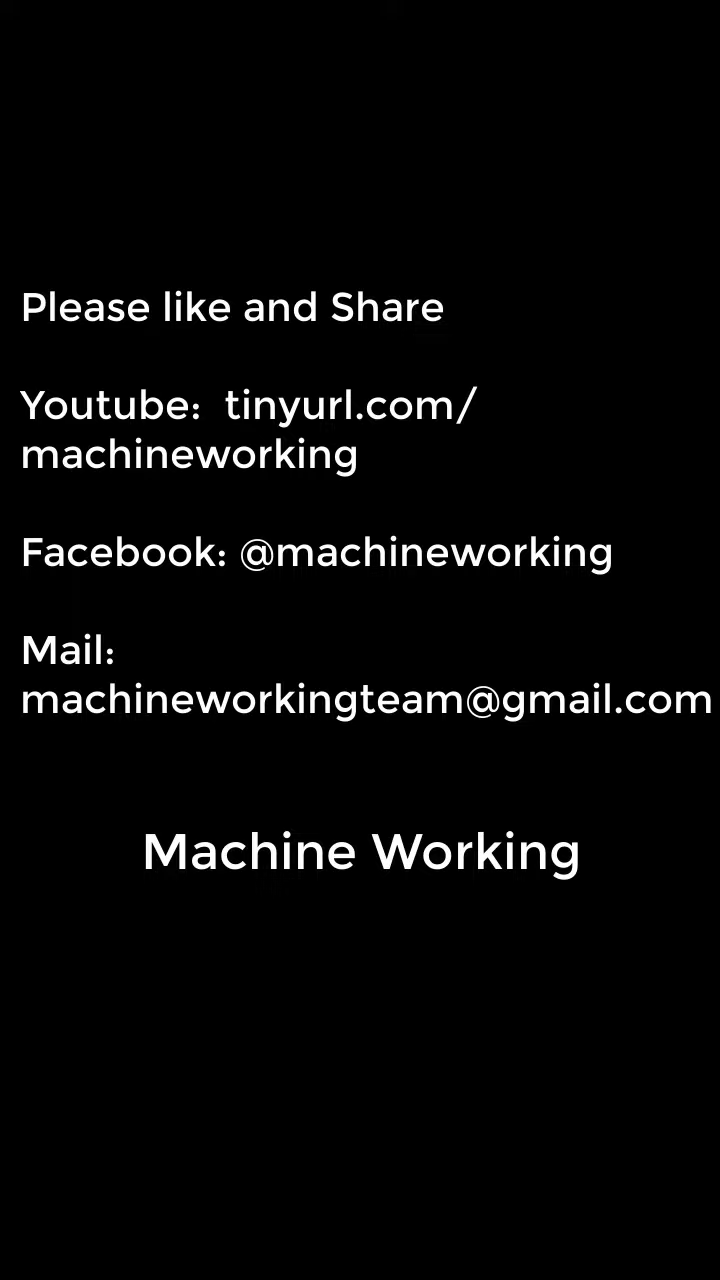 Please like and Share
Youtube:  tinyurl.com/
machineworking
Facebook: @machineworking
Mail:
machineworkingteam@gmail.com
Machine Working